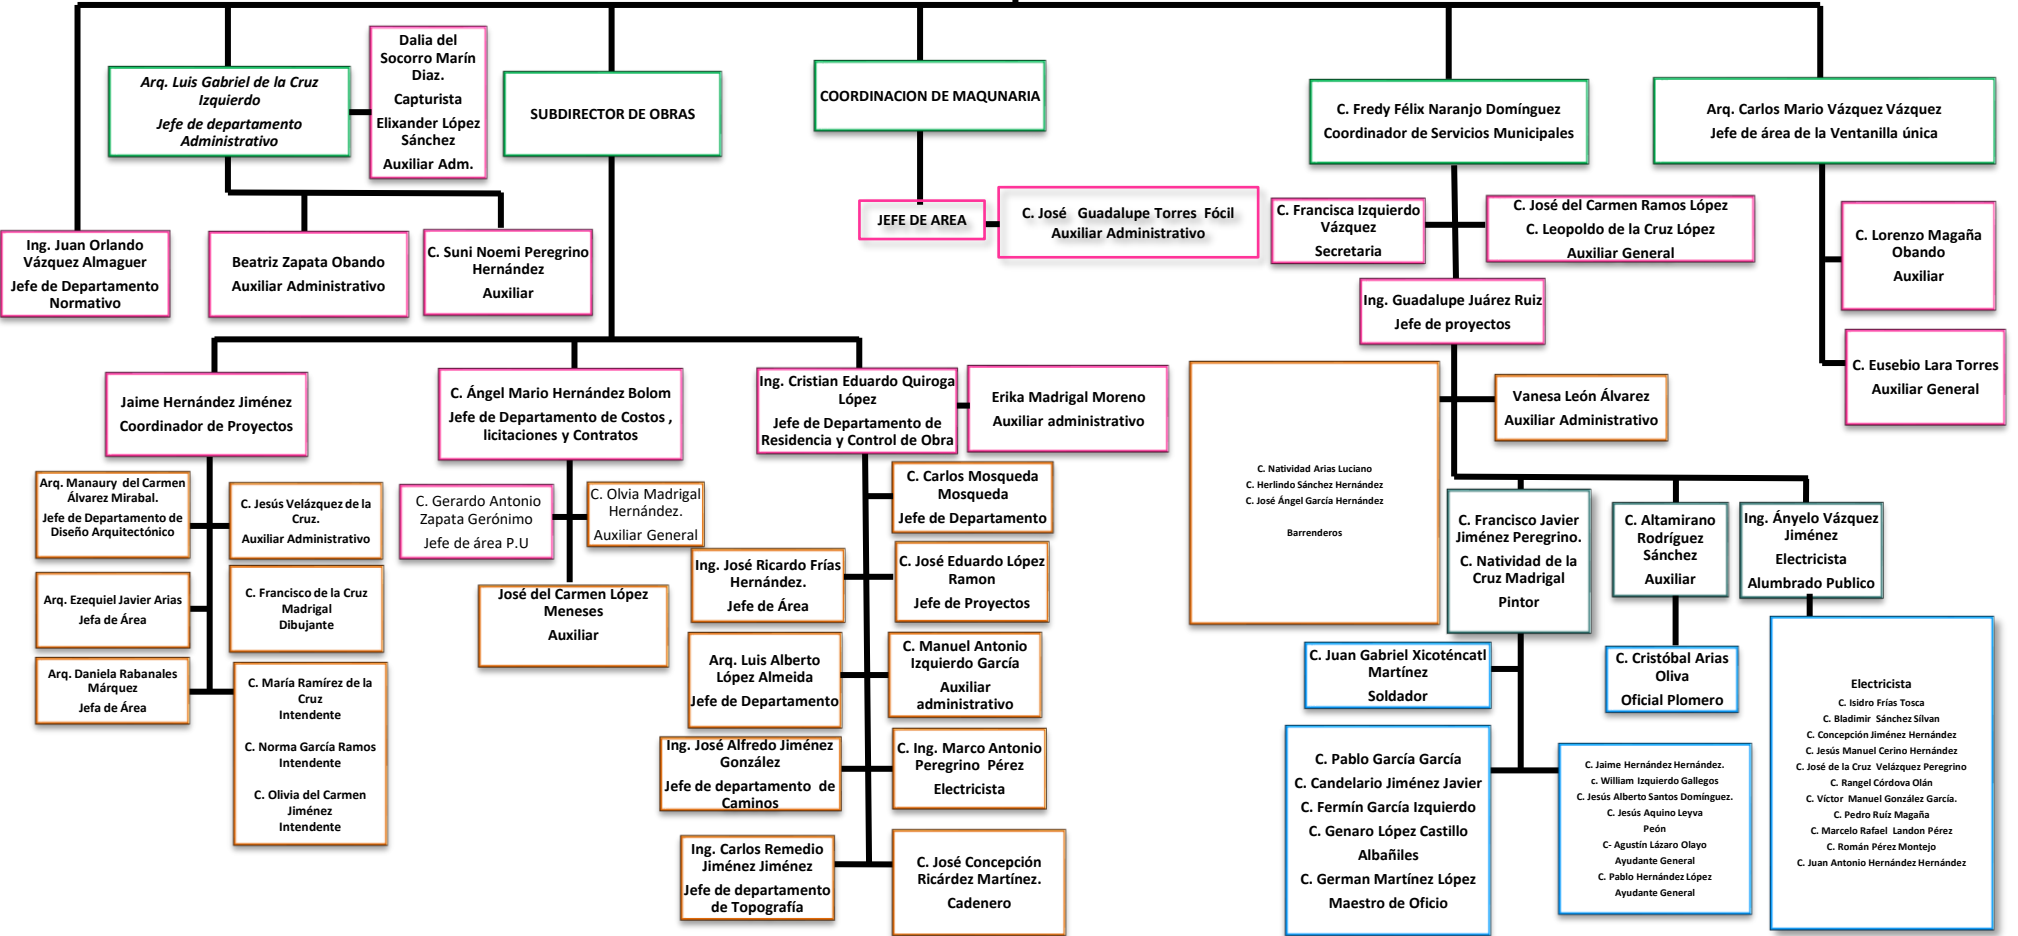 Dalia del
Socorro Marín
Diaz.
Capturista
Elixander López
Sánchez
Auxiliar Adm.
Arq. Luis Gabriel de la Cruz
Izquierdo
Jefe de departamento
Administrativo
SUBDIRECTOR DE OBRAS
COORDINACION DE MAQUNARIA
C. Fredy Félix Naranjo Domínguez
Coordinador de Servicios Municipales
Arq. Carlos Mario Vázquez Vázquez
Jefe de área de la Ventanilla única
Ing. Juan Orlando
Vázquez Almaguer
Jefe de Departamento
Normativo
Beatriz Zapata Obando
Auxiliar Administrativo
C. Suni Noemi Peregrino
Hernández
Auxiliar
JEFE DE AREA
C. José Guadalupe Torres Fócil
Auxiliar Administrativo
C. Francisca Izquierdo
Vázquez
Secretaria
C. José del Carmen Ramos López
C. Leopoldo de la Cruz López
Auxiliar General
C. Lorenzo Magaña
Obando
Auxiliar
Ing. Guadalupe Juárez Ruiz
Jefe de proyectos
C. Eusebio Lara Torres
Auxiliar General
Jaime Hernández Jiménez
Coordinador de Proyectos
C. Ángel Mario Hernández Bolom
Jefe de Departamento de Costos ,
licitaciones y Contratos
Ing. Cristian Eduardo Quiroga
López
Jefe de Departamento de
Residencia y Control de Obra
Erika Madrigal Moreno
Auxiliar administrativo
Vanesa León Álvarez
Auxiliar Administrativo
C. Natividad Arias Luciano
C. Herlindo Sánchez Hernández
C. José Ángel García Hernández
Barrenderos
Arq. Manaury del Carmen
Álvarez Mirabal.
Jefe de Departamento de
Diseño Arquitectónico
C. Jesús Velázquez de la
Cruz.
Auxiliar Administrativo
C. Gerardo Antonio
Zapata Gerónimo
Jefe de área P.U
C. Olvia Madrigal
Hernández.
Auxiliar General
C. Carlos Mosqueda
Mosqueda
Jefe de Departamento
C. Francisco Javier
Jiménez Peregrino.
C. Natividad de la
Cruz Madrigal
Pintor
C. Altamirano
Rodríguez
Sánchez
Auxiliar
Ing. Ányelo Vázquez
Jiménez
Electricista
Alumbrado Publico
Arq. Ezequiel Javier Arias
Jefa de Área
C. Francisco de la Cruz
Madrigal
Dibujante
José del Carmen López
Meneses
Auxiliar
Ing. José Ricardo Frías
Hernández.
Jefe de Área
C. José Eduardo López
Ramon
Jefe de Proyectos
Arq. Daniela Rabanales
Márquez
Jefa de Área
C. María Ramírez de la
Cruz
Intendente
C. Norma García Ramos
Intendente
C. Olivia del Carmen
Jiménez
Intendente
Arq. Luis Alberto
López Almeida
Jefe de Departamento
C. Manuel Antonio
Izquierdo García
Auxiliar
administrativo
C. Juan Gabriel Xicoténcatl
Martínez
Soldador
C. Cristóbal Arias
Oliva
Oficial Plomero
Electricista
C. Isidro Frías Tosca
C. Bladimir Sánchez Silvan
C. Concepción Jiménez Hernández
C. Jesús Manuel Cerino Hernández
C. José de la Cruz Velázquez Peregrino
C. Rangel Córdova Olán
C. Víctor Manuel González García.
C. Pedro Ruíz Magaña
C. Marcelo Rafael Landon Pérez
C. Román Pérez Montejo
C. Juan Antonio Hernández Hernández
Ing. José Alfredo Jiménez
González
Jefe de departamento de
Caminos
C. Ing. Marco Antonio
Peregrino Pérez
Electricista
C. Pablo García García
C. Candelario Jiménez Javier
C. Fermín García Izquierdo
C. Genaro López Castillo
Albañiles
C. German Martínez López
Maestro de Oficio
C. Jaime Hernández Hernández.
c. William Izquierdo Gallegos
C. Jesús Alberto Santos Domínguez.
C. Jesús Aquino Leyva
Peón
C- Agustín Lázaro Olayo
Ayudante General
C. Pablo Hernández López
Ayudante General
Ing. Carlos Remedio
Jiménez Jiménez
Jefe de departamento
de Topografía
C. José Concepción
Ricárdez Martínez.
Cadenero